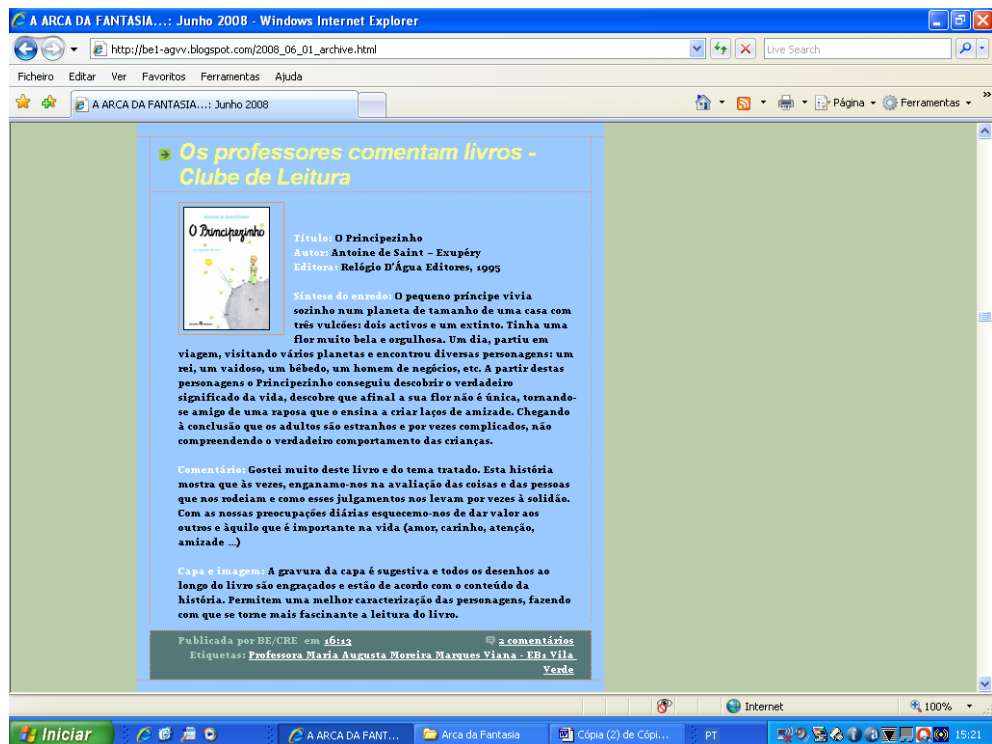 A ARCA DA FANTASIA...: Junho 2008 - Windows Internet Explorer
http://be1-agvv.blogspot.com/2008_06_01_archive.html
Live Search
Ficheiro Editar Ver Favoritos Ferramentas Ajuda
A ARCA DA FANTASIA...: Junho 2008
Página Ferramentas
Os professores comentam livros -
Clube de Leitura
O Principezinho
Título: O Principezinho
Autor: Antoine de Saint – Exupéry
Editora: Relógio D'Água Editores, 1995
Síntese do enredo: O pequeno príncipe vivia
sozinho num planeta de tamanho de uma casa com
três vulcões: dois activos e um extinto. Tinha uma
flor muito bela e orgulhosa. Um dia, partiu em
viagem, visitando vários planetas e encontrou diversas personagens: um
rei, um vaidoso, um bêbedo, um homem de negócios, etc. A partir destas
personagens o Principezinho conseguiu descobrir o verdadeiro
significado da vida, descobre que afinal a sua flor não é única, tornando-
se amigo de uma raposa que o ensina a criar laços de amizade. Chegando
à conclusão que os adultos são estranhos e por vezes complicados, não
compreendendo o verdadeiro comportamento das crianças.
Comentário: Gostei muito deste livro e do tema tratado. Esta história
mostra que às vezes, enganamo-nos na avaliação das coisas e das pessoas
que nos rodeiam e como esses julgamentos nos levam por vezes à solidão.
Com as nossas preocupações diárias esquecemo-nos de dar valor aos
outros e àquilo que é importante na vida (amor, carinho, atenção,
amizade ...)
Capa e imagem: A gravura da capa é sugestiva e todos os desenhos ao
longo do livro são engraçados e estão de acordo com o conteúdo da
história. Permitem uma melhor caracterização das personagens, fazendo
com que se torne mais fascinante a leitura do livro.
Publicada por BE/CRE em 16:13 2 comentários
Etiquetas: Professora Maria Augusta Moreira Marques Viana - EB1 Vila
Verde
Internet 100%
Iniciar A ARCA DA FANT... Arca da Fantasia Cópia (2) de Cópi... PT 15:21